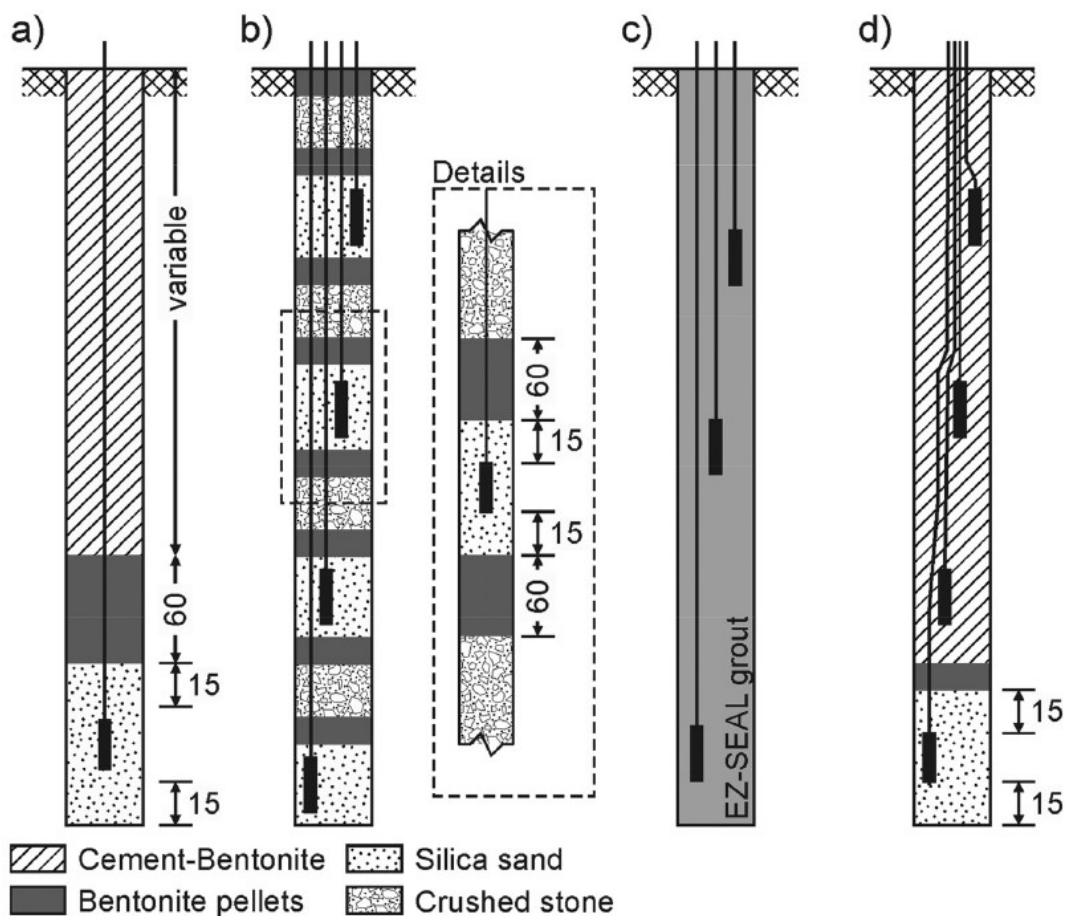 a)
b)
c)
d)
variable
60
15
15
Details
60
15
15
60
EZ-SEAL grout
15
15
Cement-Bentonite
Silica sand
Bentonite pellets
Crushed stone